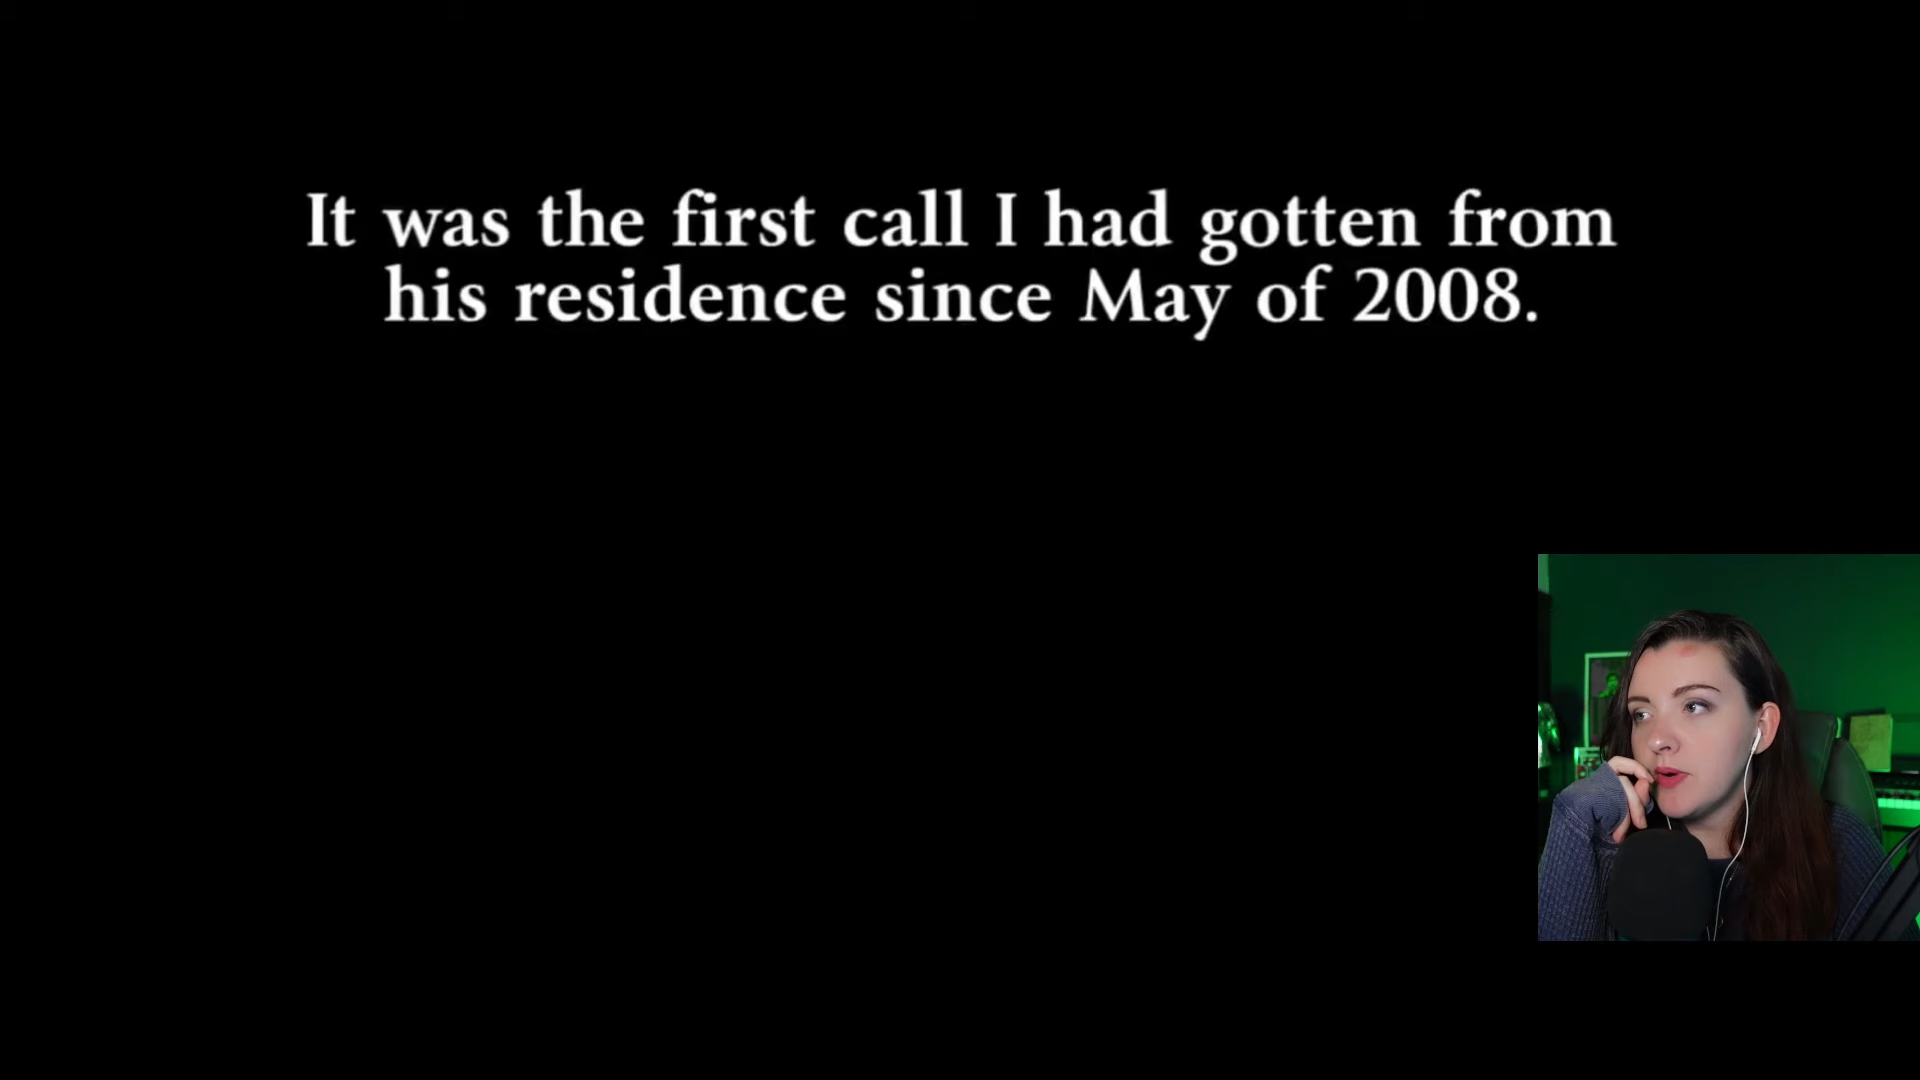 It was the first call I had gotten from
his residence since May of 2008.